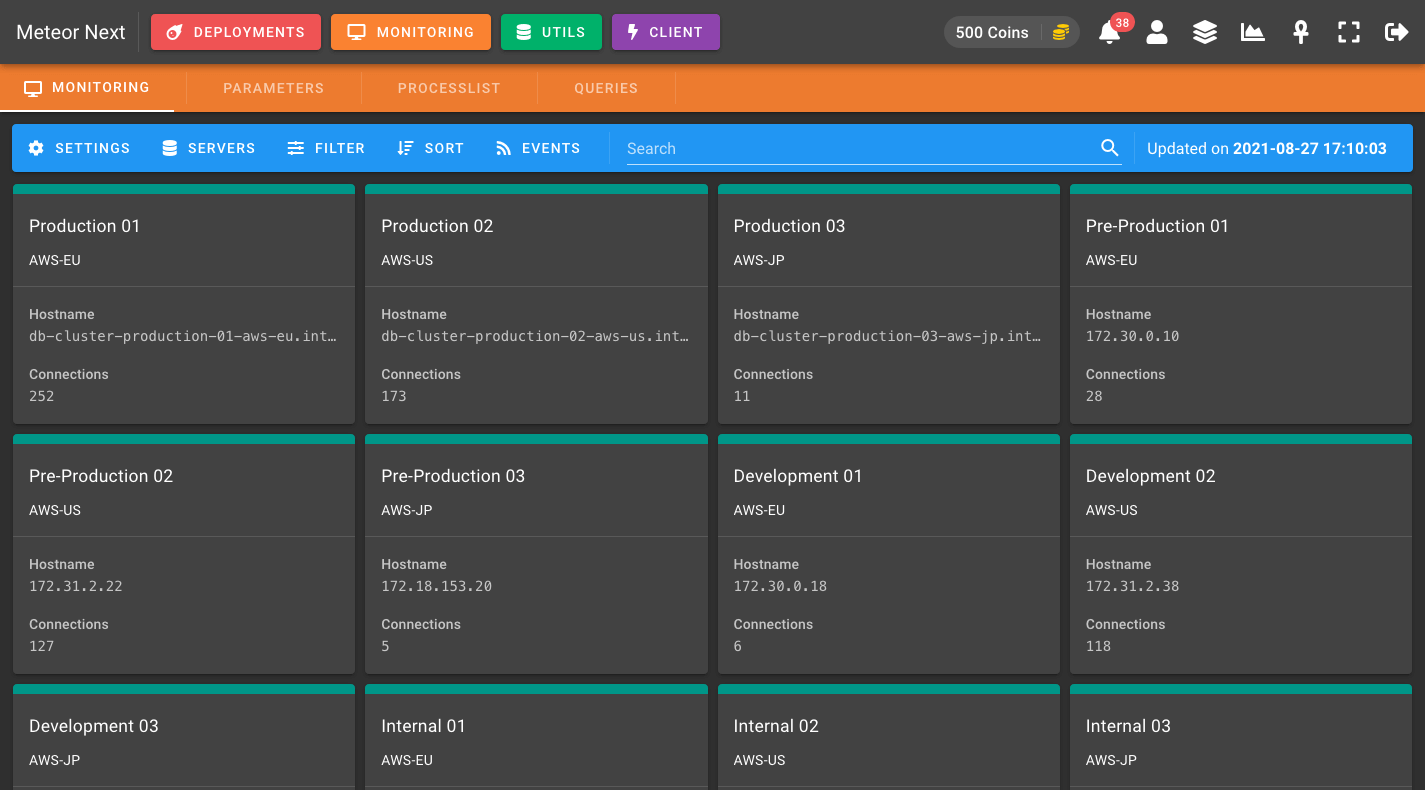 Meteor Next
DEPLOYMENTS
MONITORING
UTILS
CLIENT
500 Coins
38
MONITORING
PARAMETERS
PROCESSLIST
QUERIES
SETTINGS
SERVERS
FILTER
SORT
EVENTS
Search
Updated on 2021-08-27 17:10:03
Production 01
AWS-EU
Hostname
db-cluster-production-01-aws-eu.int…
Connections
252
Production 02
AWS-US
Hostname
db-cluster-production-02-aws-us.int…
Connections
173
Production 03
AWS-JP
Hostname
db-cluster-production-03-aws-jp.int…
Connections
11
Pre-Production 01
AWS-EU
Hostname
172.30.0.10
Connections
28
Pre-Production 02
AWS-US
Hostname
172.31.2.22
Connections
127
Pre-Production 03
AWS-JP
Hostname
172.18.153.20
Connections
5
Development 01
AWS-EU
Hostname
172.30.0.18
Connections
6
Development 02
AWS-US
Hostname
172.31.2.38
Connections
118
Development 03
AWS-JP
Internal 01
AWS-EU
Internal 02
AWS-US
Internal 03
AWS-JP